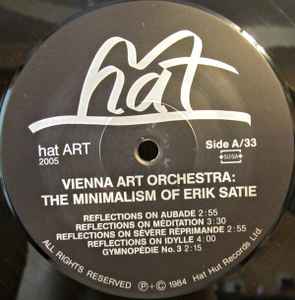 hat
hat ART
2005
Side A/33
SUISA
VIENNA ART ORCHESTRA:
THE MINIMALISM OF ERIK SATIE
REFLECTIONS ON AUBADE 2:55
REFLECTIONS ON MÉDITATION 3:30
REFLECTIONS ON SÉVÈRE RÉPRIMANDE 2:55
REFLECTIONS ON IDYLLE 4:00
GYMNOPÉDIE No. 3 2:15
ALL RIGHTS RESERVED Ⓟ+© 1984 Hat Hut Records Ltd.